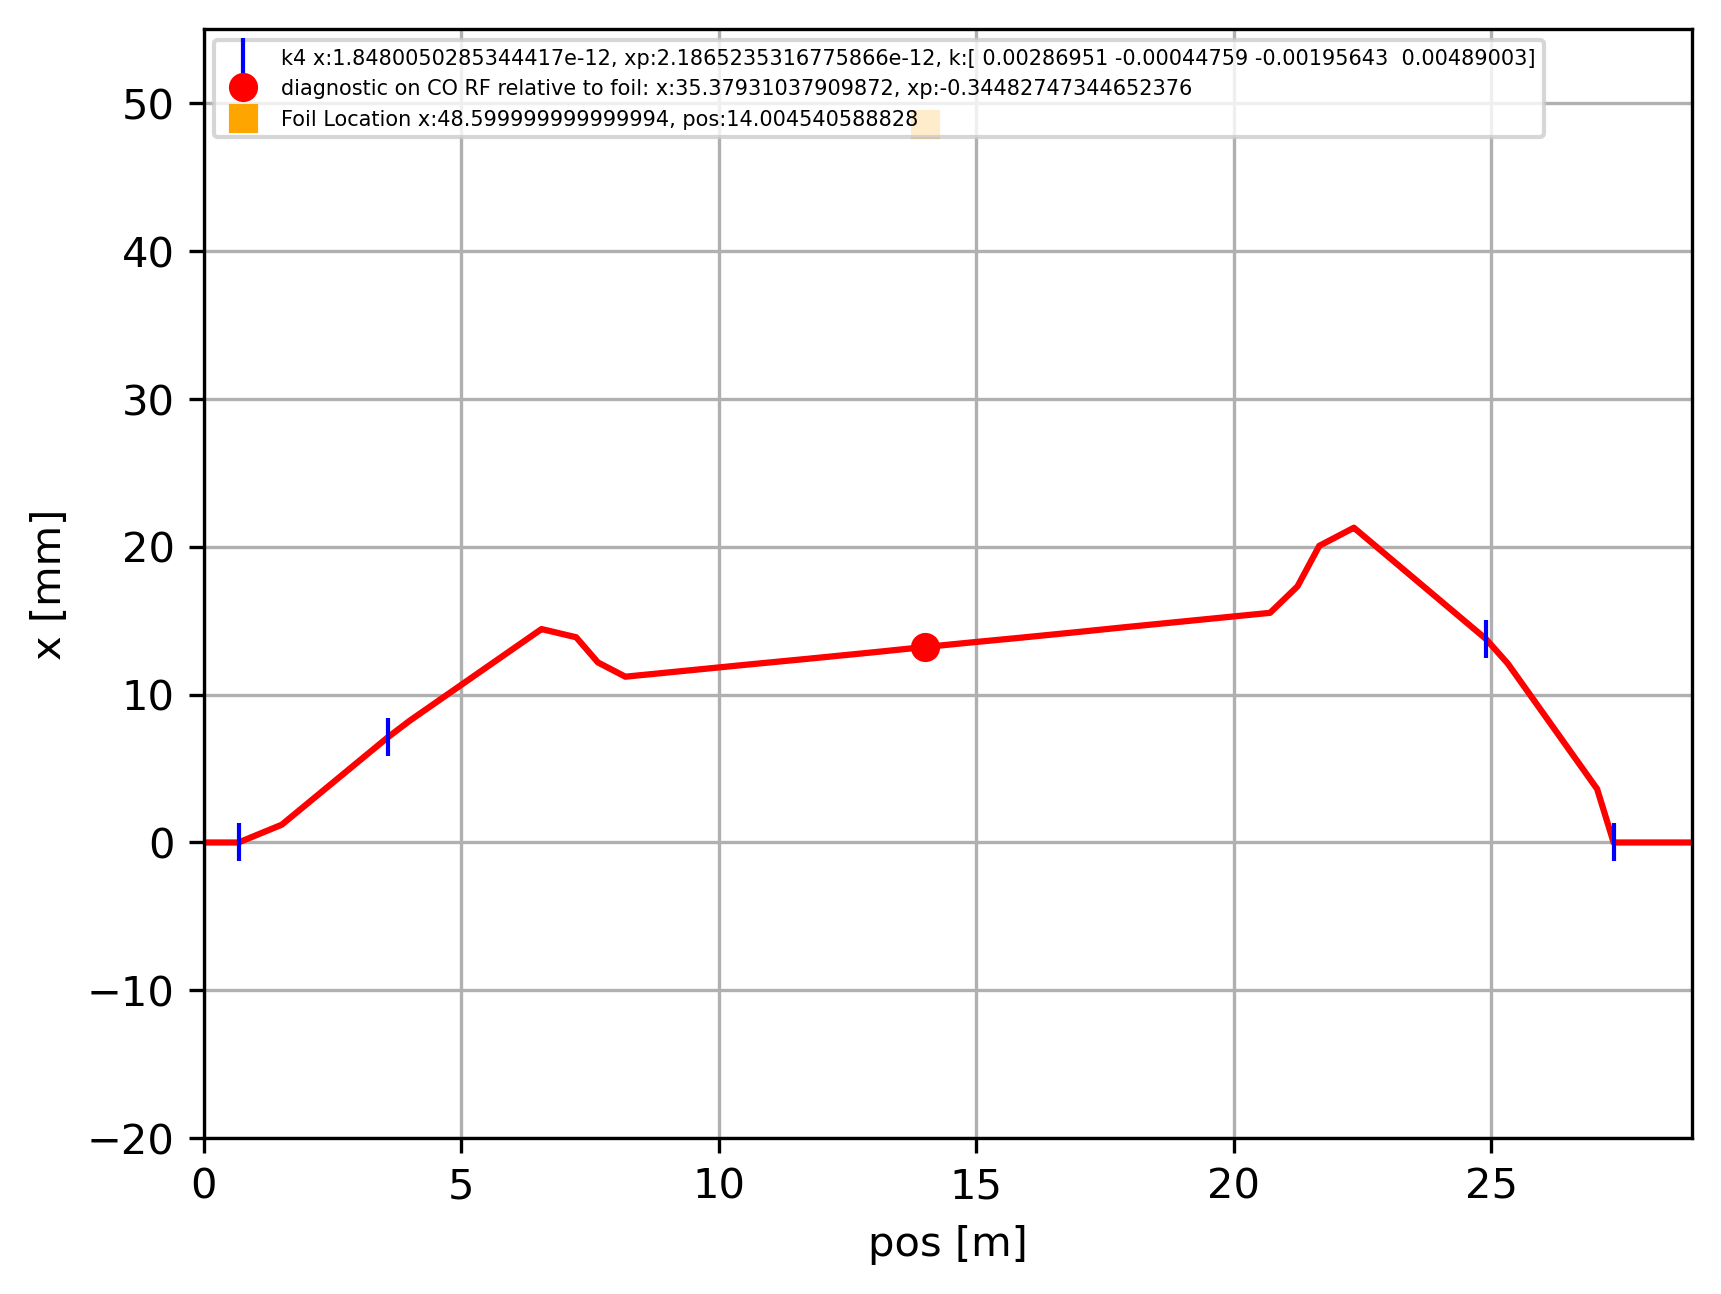 k4 x:1.8480050285344417e-12, xp:2.1865235316775866e-12, k:[ 0.00286951 -0.00044759 -0.00195643  0.00489003]
diagnostic on CO RF relative to foil: x:35.37931037909872, xp:-0.34482747344652376
Foil Location x:48.599999999999994, pos:14.004540588828
50
40
30
20
10
0
−10
−20
x [mm]
0 5 10 15 20 25
pos [m]